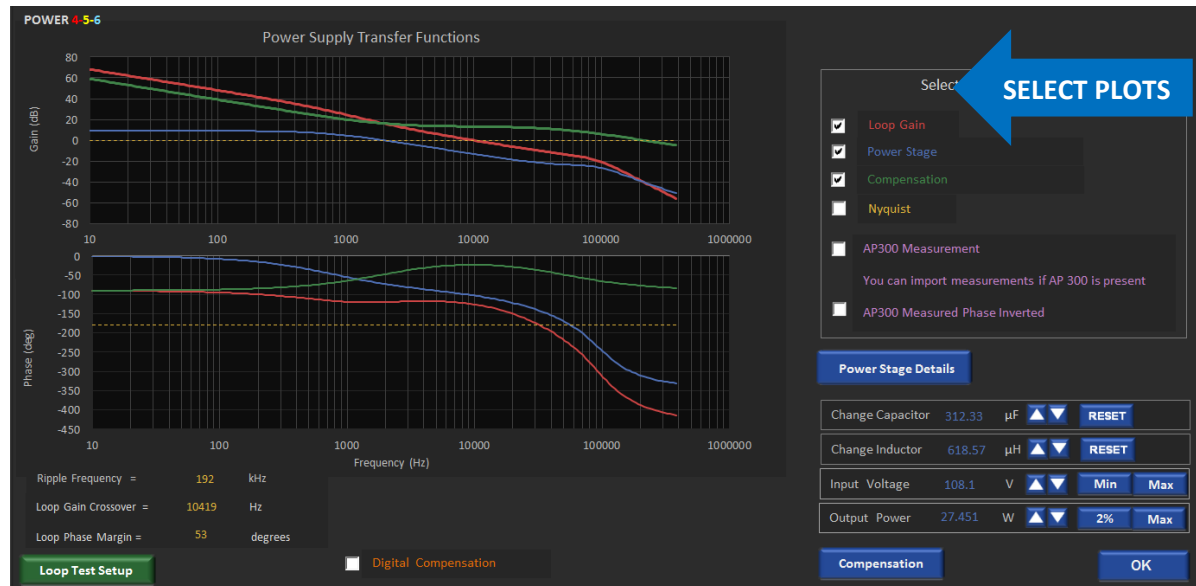 POWER 4-5-6
Power Supply Transfer Functions
Gain (dB)
80
60
40
20
0
-20
-40
-60
-80
10 100 1000 10000 100000 1000000
Phase (deg)
0
-50
-100
-150
-200
-250
-300
-350
-400
-450
10 100 1000 10000 100000 1000000
Frequency (Hz)
Ripple Frequency = 192 kHz
Loop Gain Crossover = 10419 Hz
Loop Phase Margin = 53 degrees
Loop Test Setup
Digital Compensation
Select
SELECT PLOTS
Loop Gain
Power Stage
Compensation
Nyquist
AP300 Measurement
You can import measurements if AP 300 is present
AP300 Measured Phase Inverted
Power Stage Details
Change Capacitor 312.33 µF RESET
Change Inductor 618.57 µH RESET
Input Voltage 108.1 V Min Max
Output Power 27.451 W 2% Max
Compensation
OK